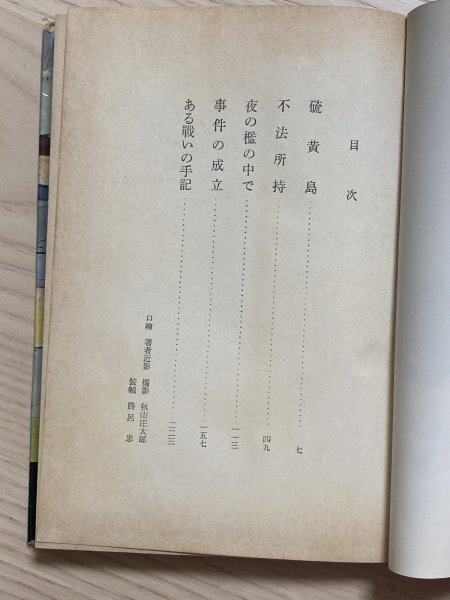 目次
硫黄島 七
不法所持 四九
夜の檻の中で 一一三
事件の成立 一五七
ある戦いの手記 二二三
口繪 著者近影 撮影 秋山庄太郎
装幀 勝呂忠